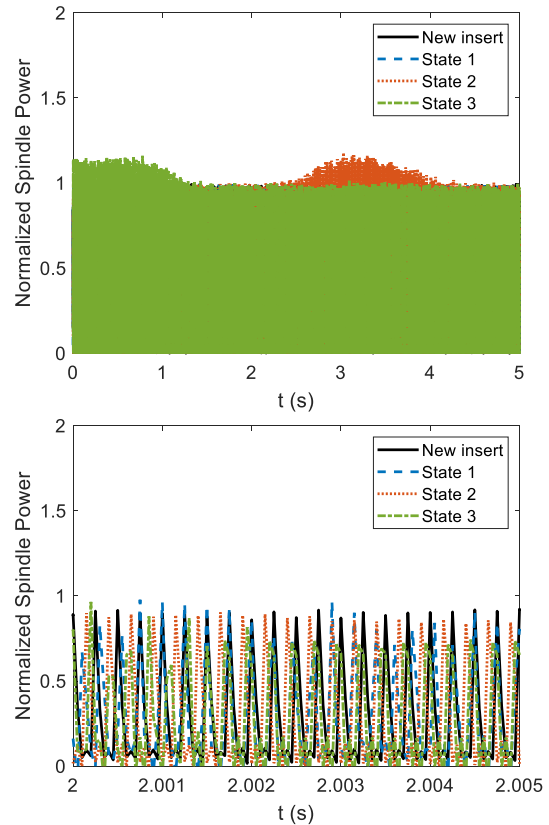 2
1.5
1
0.5
0
Normalized Spindle Power
New insert
State 1
State 2
State 3
0 1 2 3 4 5
t (s)
2
1.5
1
0.5
0
Normalized Spindle Power
New insert
State 1
State 2
State 3
2 2.001 2.002 2.003 2.004 2.005
t (s)